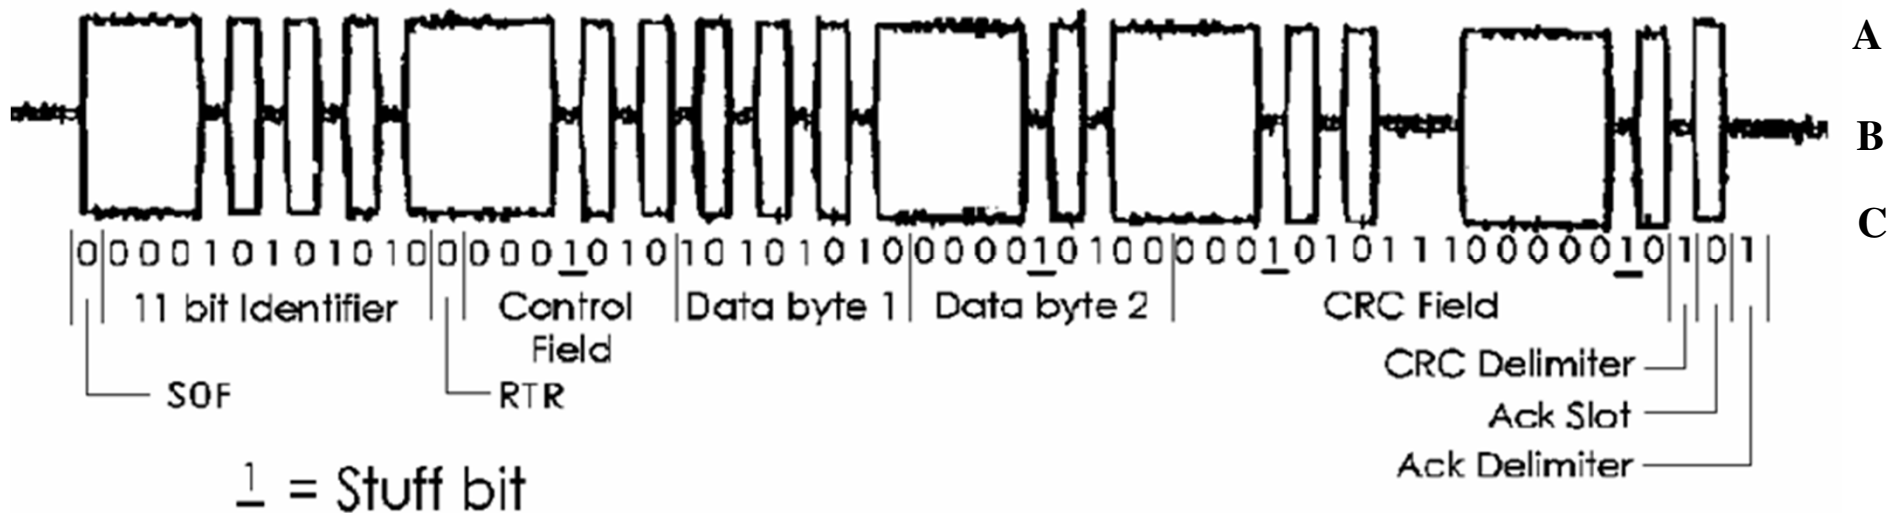 A
B
C
0 0 0 0 1 0 1 0 1 0 1 0 0 0 0 0 1 0 1 0 1 0 1 0 1 0 1 0 0 0 0 0 1 0 1 0 0 0 0 0 1 0 1 0 1 1 1 0 0 0 0 0 1 0 1 0 1
11 bit Identifier
Control
Field
Data byte 1
Data byte 2
CRC Field
CRC Delimiter
SOF
RTR
Ack Slot
Ack Delimiter
1 = Stuff bit